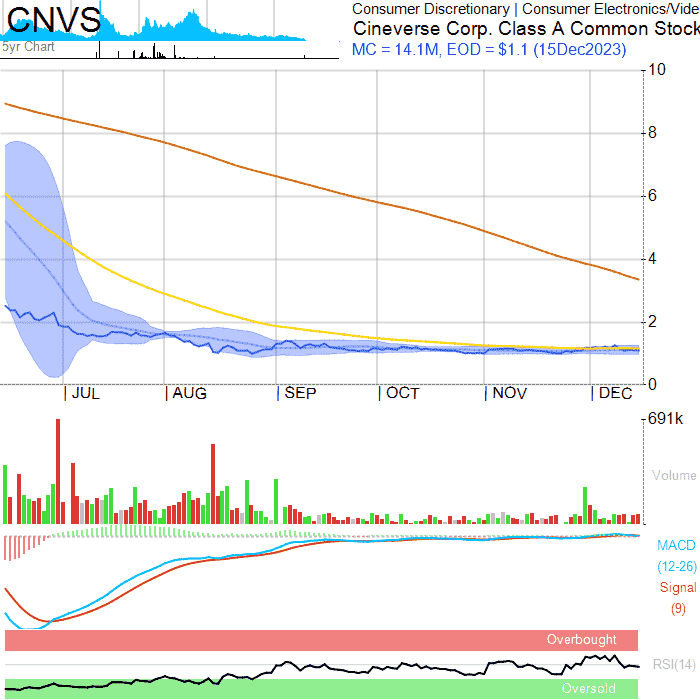 CNVS
5yr Chart
Consumer Discretionary | Consumer Electronics/Vide
Cineverse Corp. Class A Common Stock
MC = 14.1M, EOD = $1.1 (15Dec2023)
10
8
6
4
2
0
JUL
AUG
SEP
OCT
NOV
DEC
691k
Volume
MACD
(12-26)
Signal
(9)
Overbought
RSI(14)
Oversold